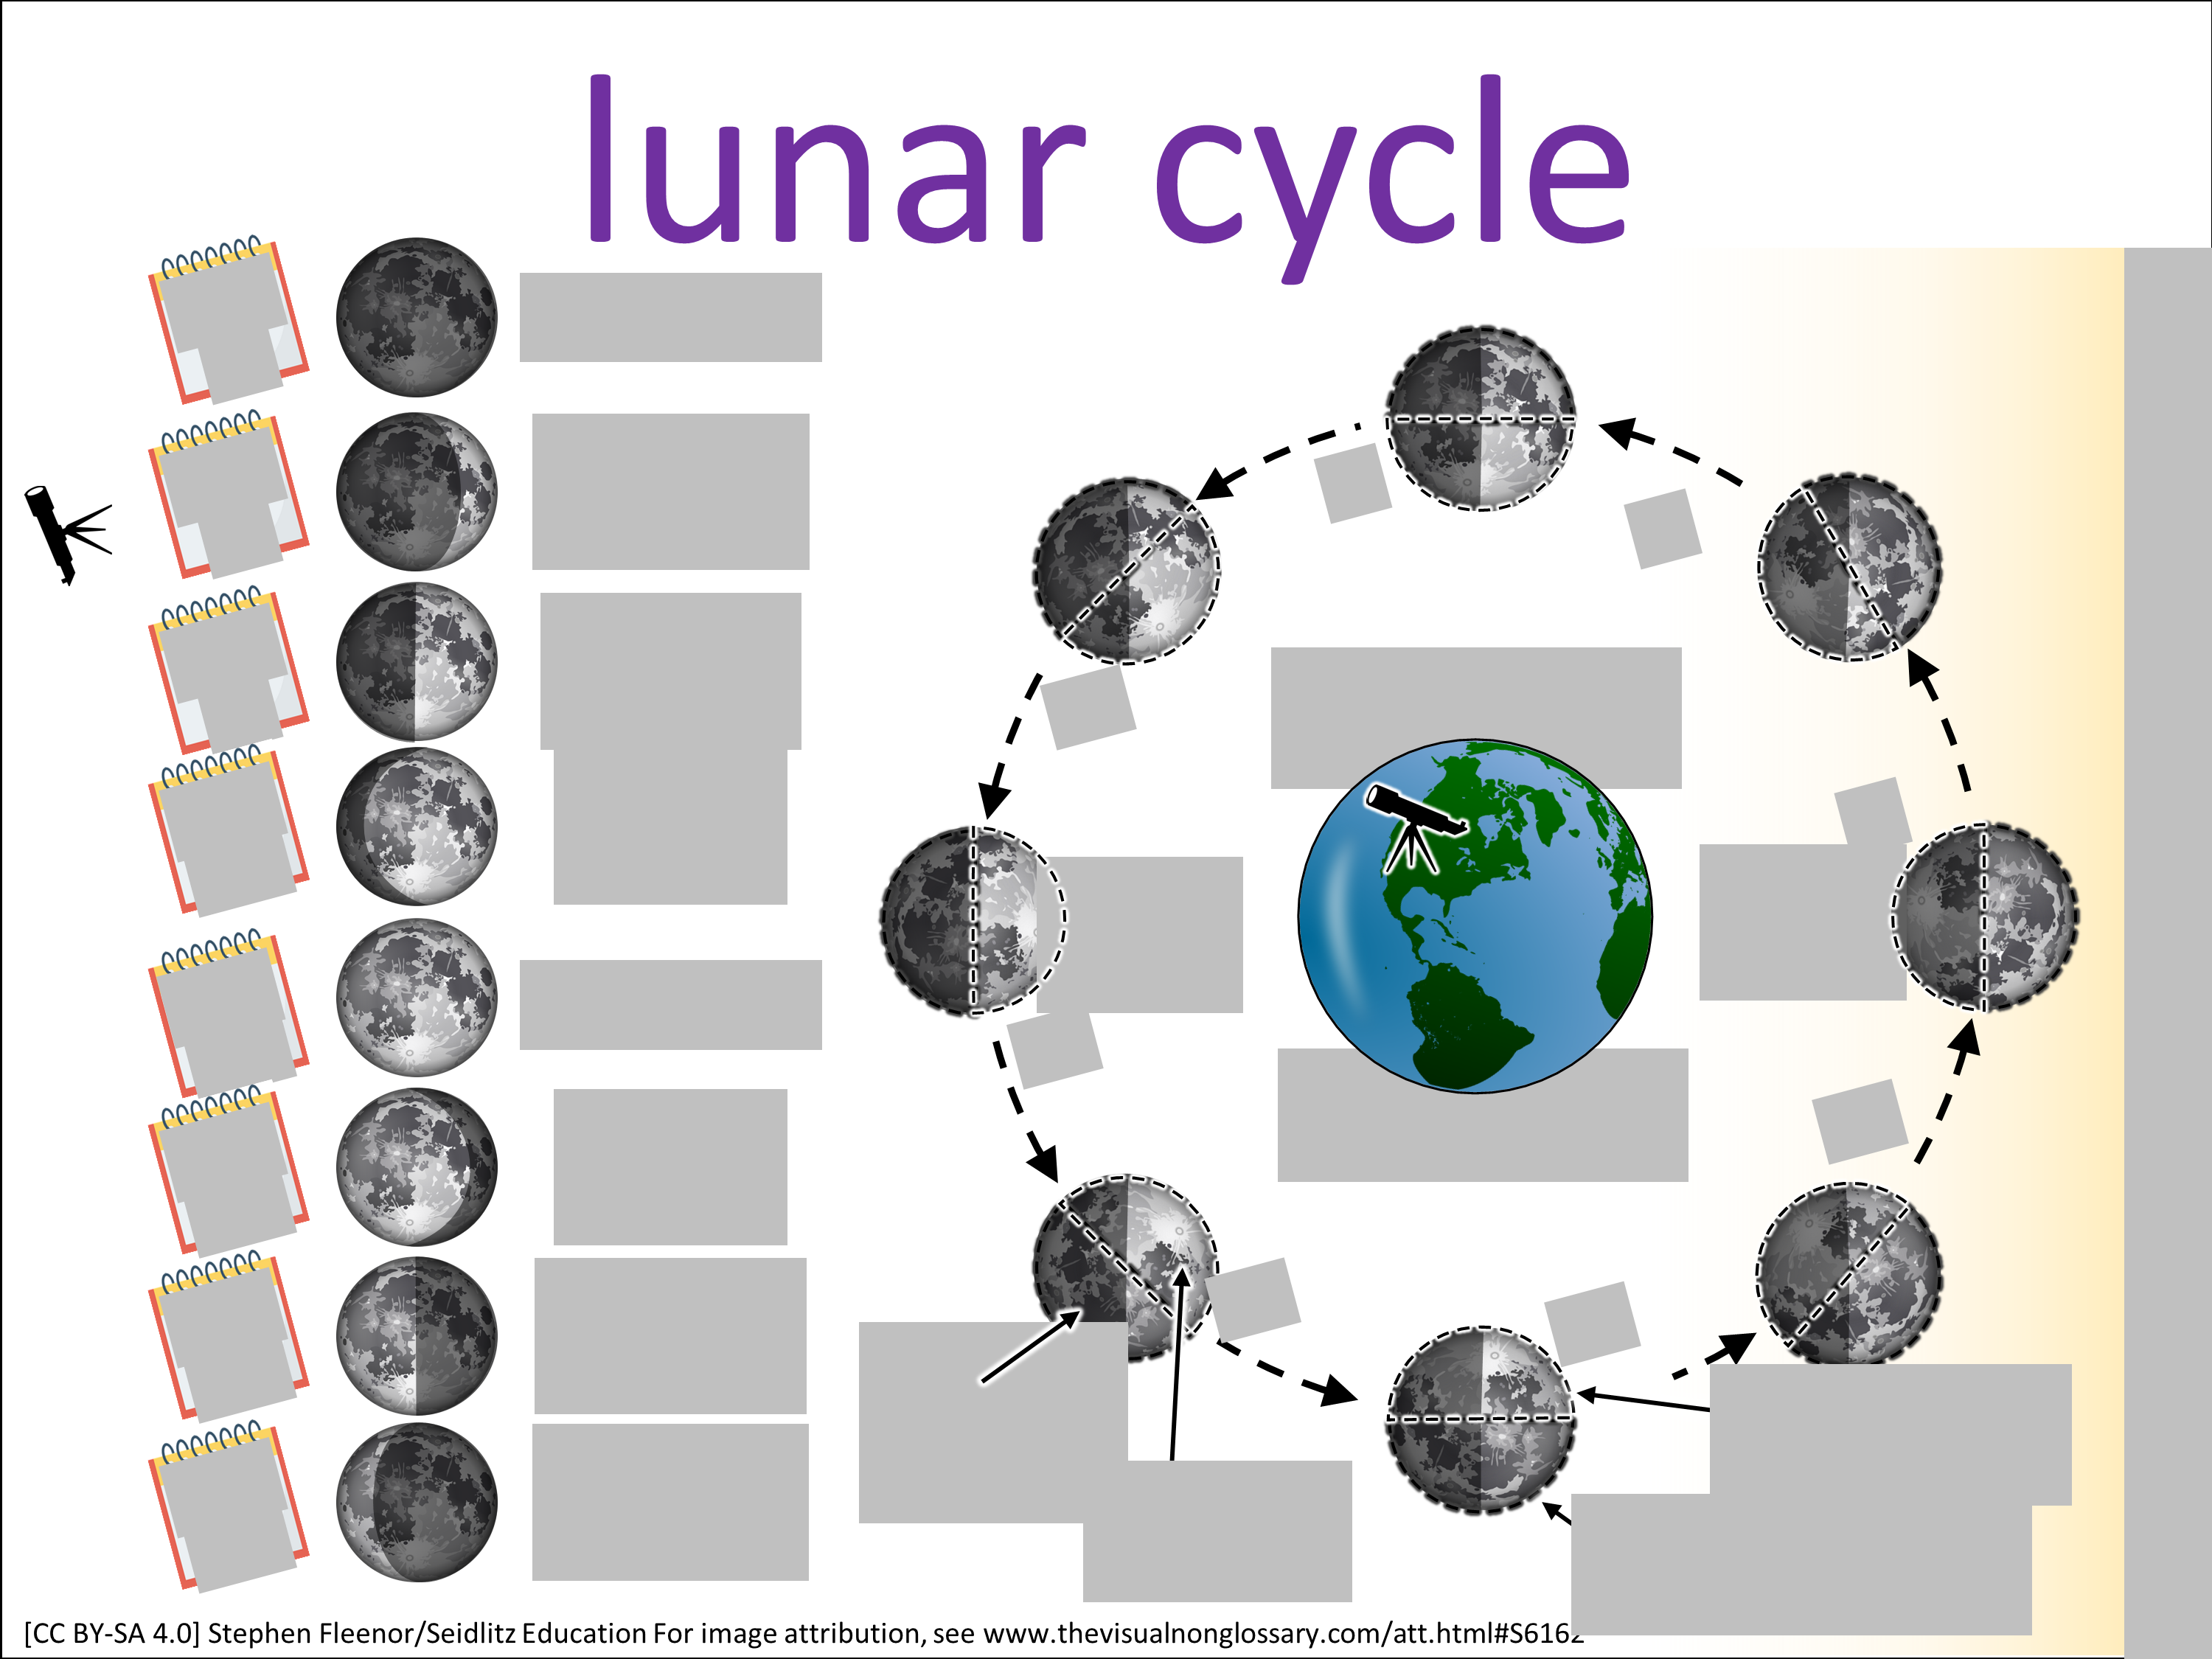 lunar cycle
[CC BY-SA 4.0] Stephen Fleenor/Seidlitz Education For image attribution, see www.thevisualnonglossary.com/att.html#S6162